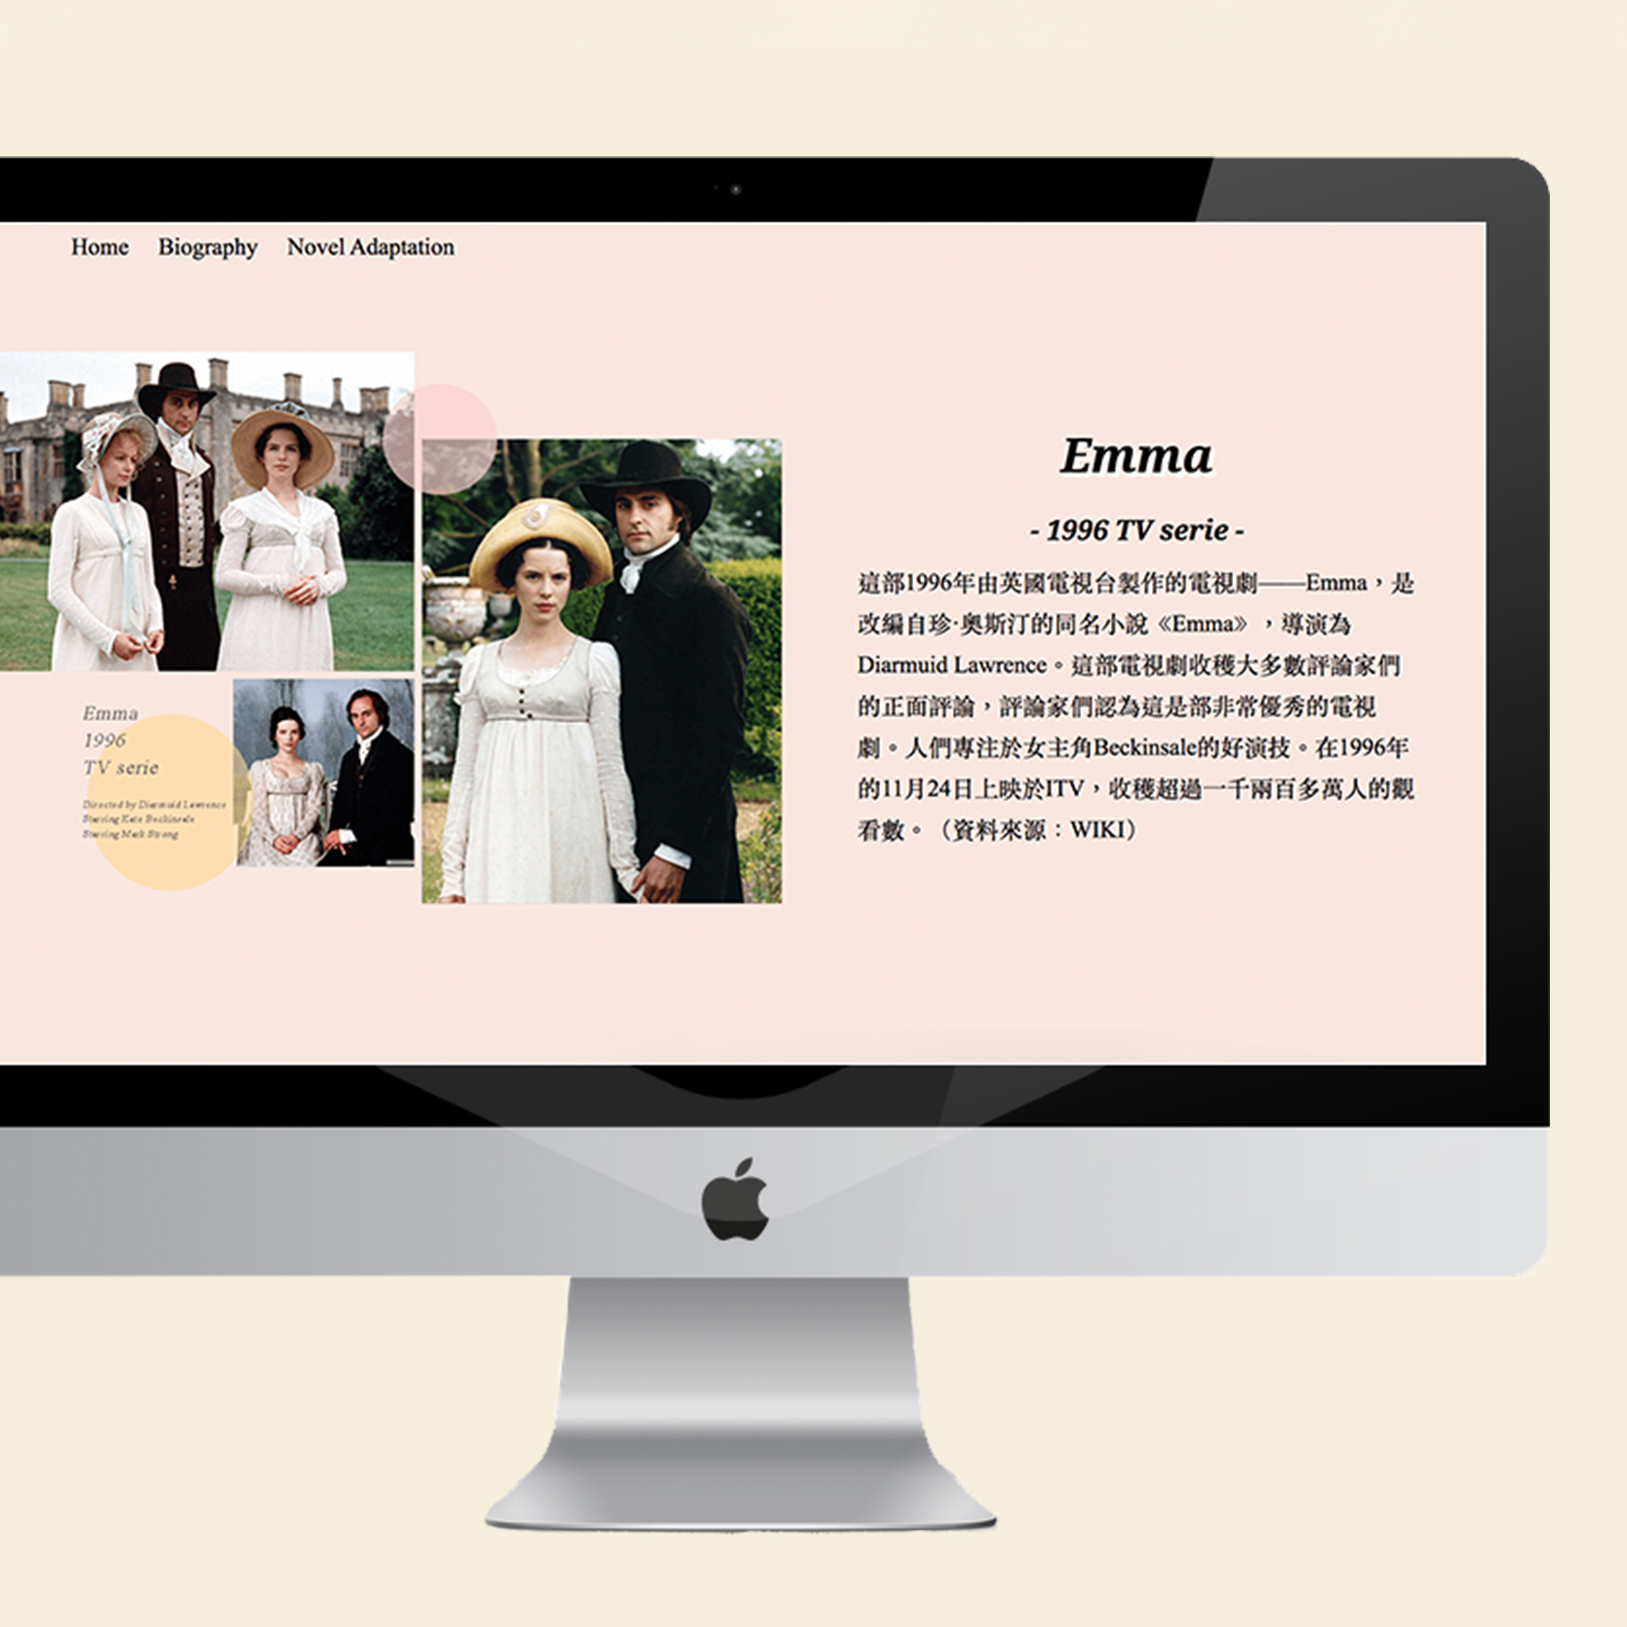 Home Biography Novel Adaptation
Emma
1996
TV serie
Directed by Diarmuid Lawrence
Starring Kate Beckinsale
Starring Mark Strong
Emma
- 1996 TV serie -
這部1996年由英國電視台製作的電視劇——Emma，是
改編自珍·奧斯汀的同名小說《Emma》，導演為
Diarmuid Lawrence。這部電視劇收穫大多數評論家們
的正面評論，評論家們認為這是部非常優秀的電視
劇。人們專注於女主角Beckinsale的好演技。在1996年
的11月24日上映於ITV，收穫超過一千兩百多萬人的觀
看數。（資料來源：WIKI）